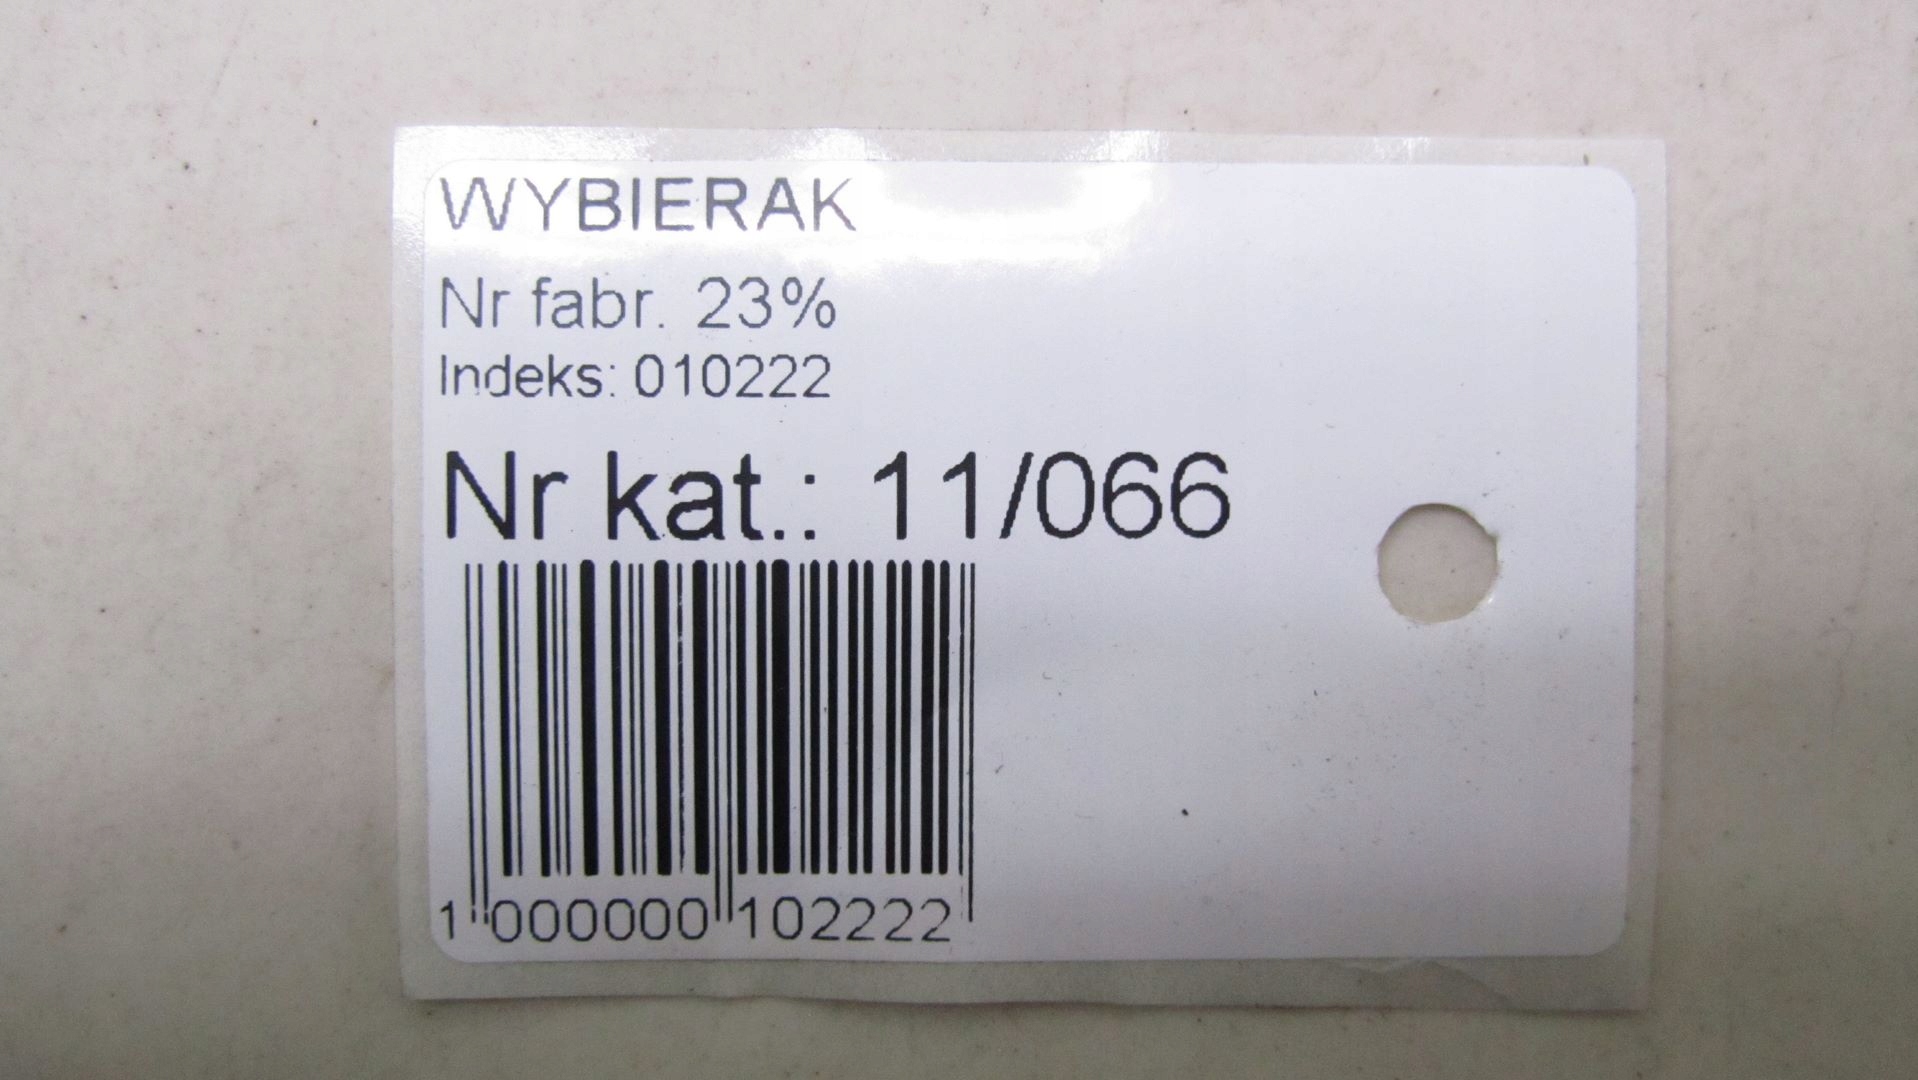 WYBIERAK
Nr fabr. 23%
Indeks: 010222
Nr kat.: 11/066
1 000000 102222